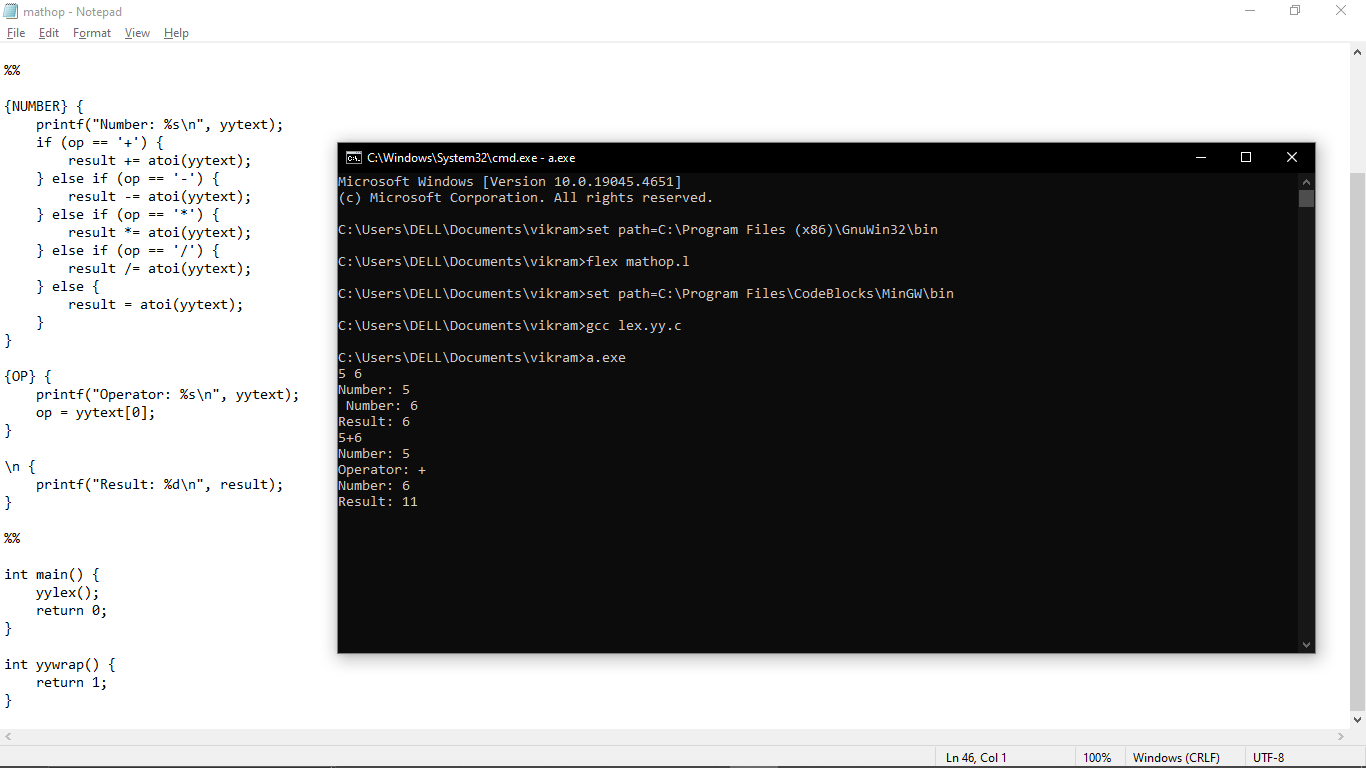 mathop - Notepad
File Edit Format View Help
%%
{NUMBER} {
    printf("Number: %s\n", yytext);
    if (op == '+') {
        result += atoi(yytext);
    } else if (op == '-') {
        result -= atoi(yytext);
    } else if (op == '*') {
        result *= atoi(yytext);
    } else if (op == '/') {
        result /= atoi(yytext);
    } else {
        result = atoi(yytext);
    }
}
{OP} {
    printf("Operator: %s\n", yytext);
    op = yytext[0];
}
\n {
    printf("Result: %d\n", result);
}
%%
int main() {
    yylex();
    return 0;
}
int yywrap() {
    return 1;
}
C:\Windows\System32\cmd.exe - a.exe
Microsoft Windows [Version 10.0.19045.4651]
(c) Microsoft Corporation. All rights reserved.
C:\Users\DELL\Documents\vikram>set path=C:\Program Files (x86)\GnuWin32\bin
C:\Users\DELL\Documents\vikram>flex mathop.l
C:\Users\DELL\Documents\vikram>set path=C:\Program Files\CodeBlocks\MinGW\bin
C:\Users\DELL\Documents\vikram>gcc lex.yy.c
C:\Users\DELL\Documents\vikram>a.exe
5 6
Number: 5
 Number: 6
Result: 6
5+6
Number: 5
Operator: +
Number: 6
Result: 11
Ln 46, Col 1 100% Windows (CRLF) UTF-8